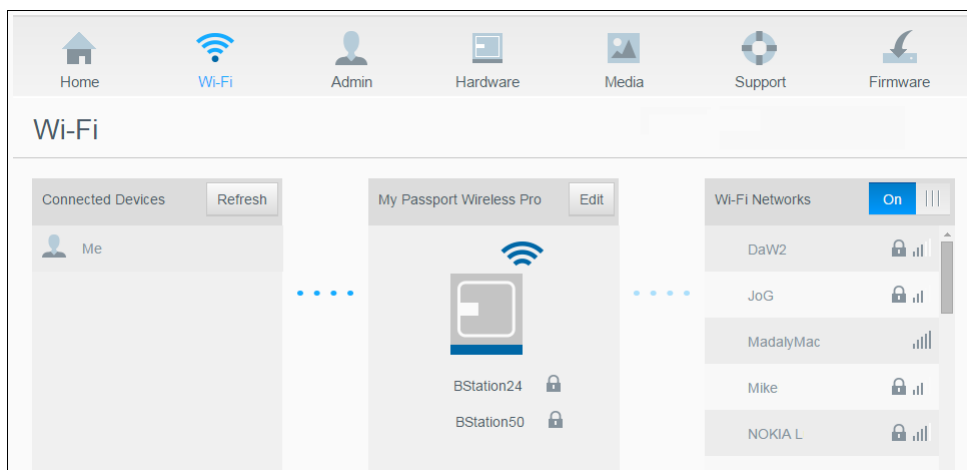 Home Wi-Fi Admin Hardware Media Support Firmware
Wi-Fi
Connected Devices Refresh
Me
My Passport Wireless Pro Edit
BStation24
BStation50
Wi-Fi Networks On
DaW2
JoG
MadalyMac
Mike
NOKIA L